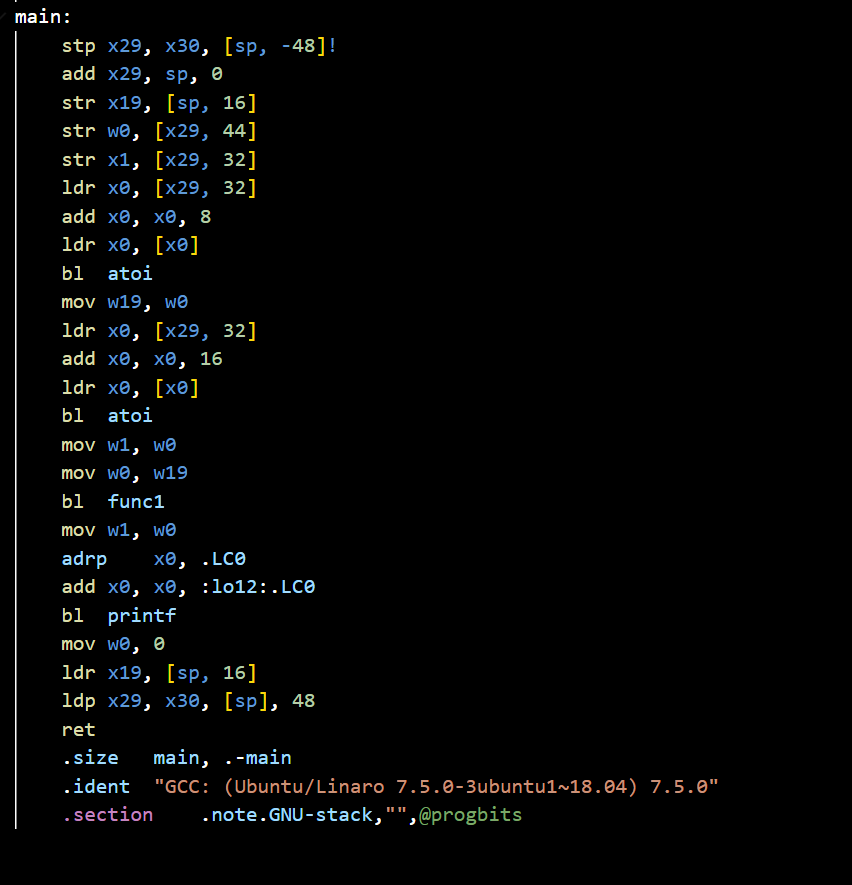 main:
    stp x29, x30, [sp, -48]!
    add x29, sp, 0
    str x19, [sp, 16]
    str w0, [x29, 44]
    str x1, [x29, 32]
    ldr x0, [x29, 32]
    add x0, x0, 8
    ldr x0, [x0]
    bl  atoi
    mov w19, w0
    ldr x0, [x29, 32]
    add x0, x0, 16
    ldr x0, [x0]
    bl  atoi
    mov w1, w0
    mov w0, w19
    bl  func1
    mov w1, w0
    adrp    x0, .LC0
    add x0, x0, :lo12:.LC0
    bl  printf
    mov w0, 0
    ldr x19, [sp, 16]
    ldp x29, x30, [sp], 48
    ret
    .size   main, .-main
    .ident  "GCC: (Ubuntu/Linaro 7.5.0-3ubuntu1~18.04) 7.5.0"
    .section    .note.GNU-stack,"",@progbits